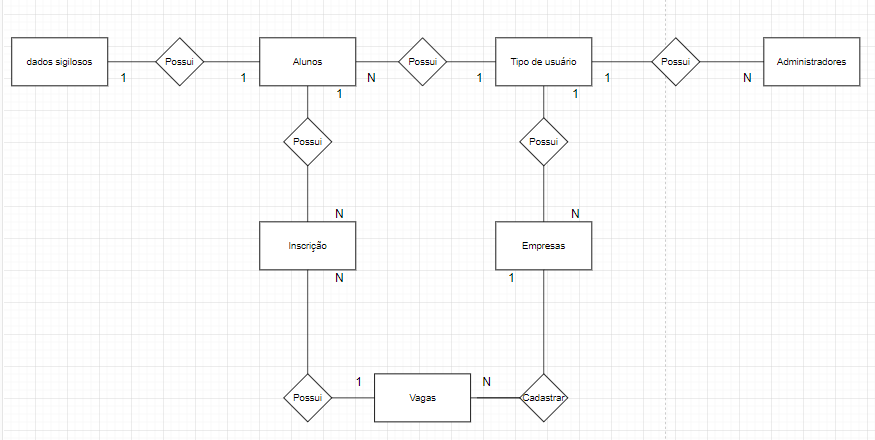 dados sigilosos
Possui
Alunos
Possui
Tipo de usuário
Possui
Administradores
1
1
N
1
1
N
1
1
Possui
Possui
N
N
Inscrição
Empresas
N
1
1
N
Possui
Vagas
Cadastrar